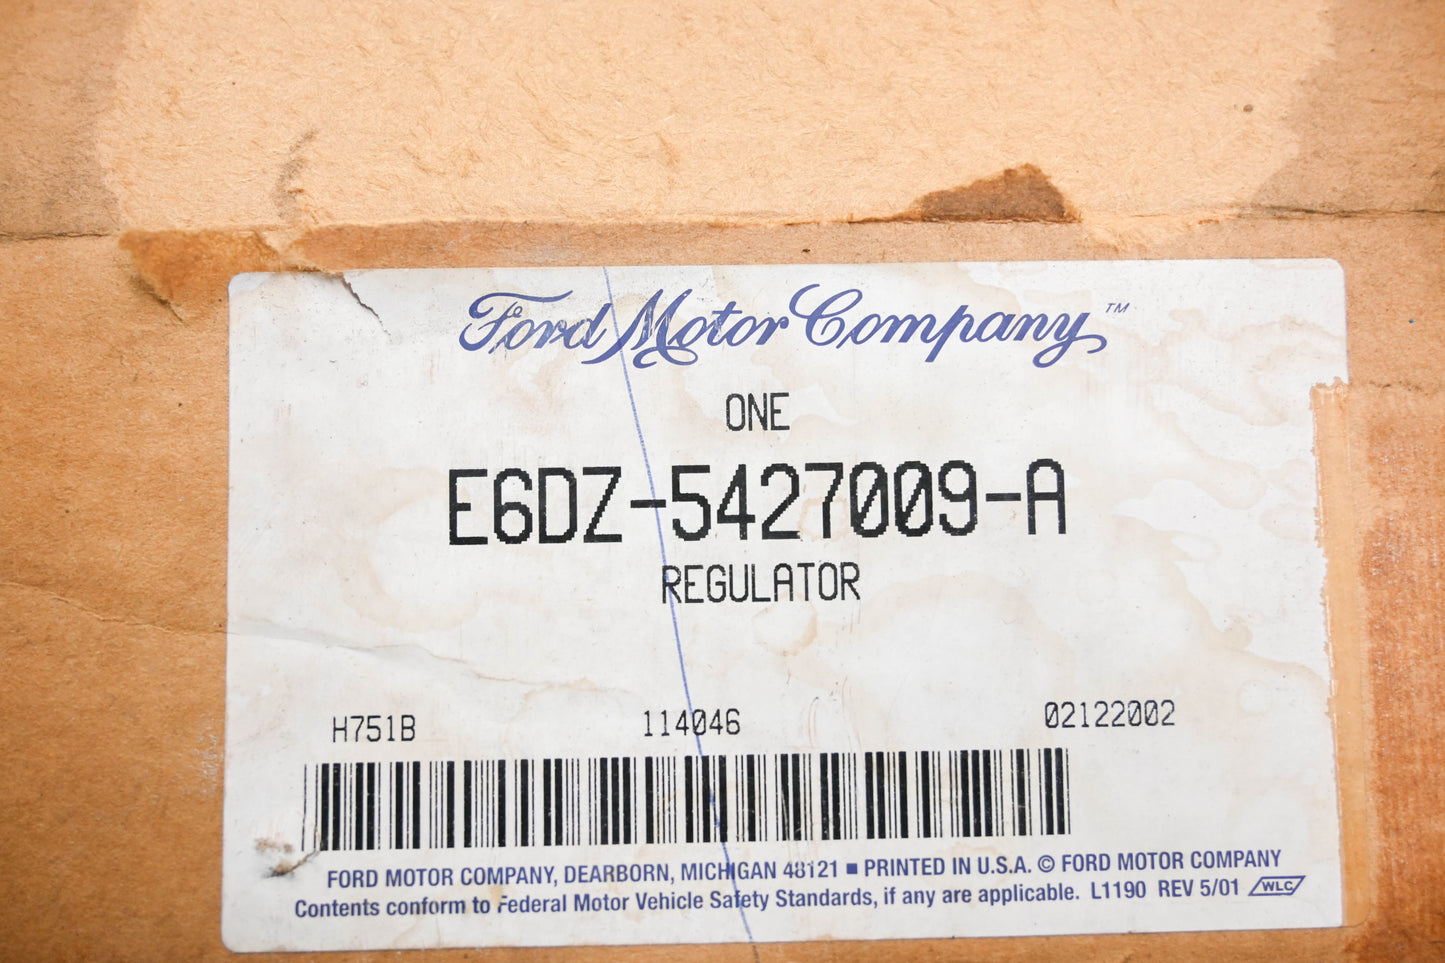 Ford Motor Company™
ONE
E6DZ-5427009-A
REGULATOR
H751B 114046 02122002
FORD MOTOR COMPANY, DEARBORN, MICHIGAN 48121 ■ PRINTED IN U.S.A. © FORD MOTOR COMPANY
Contents conform to Federal Motor Vehicle Safety Standards, if any are applicable. L1190 REV 5/01 WLC